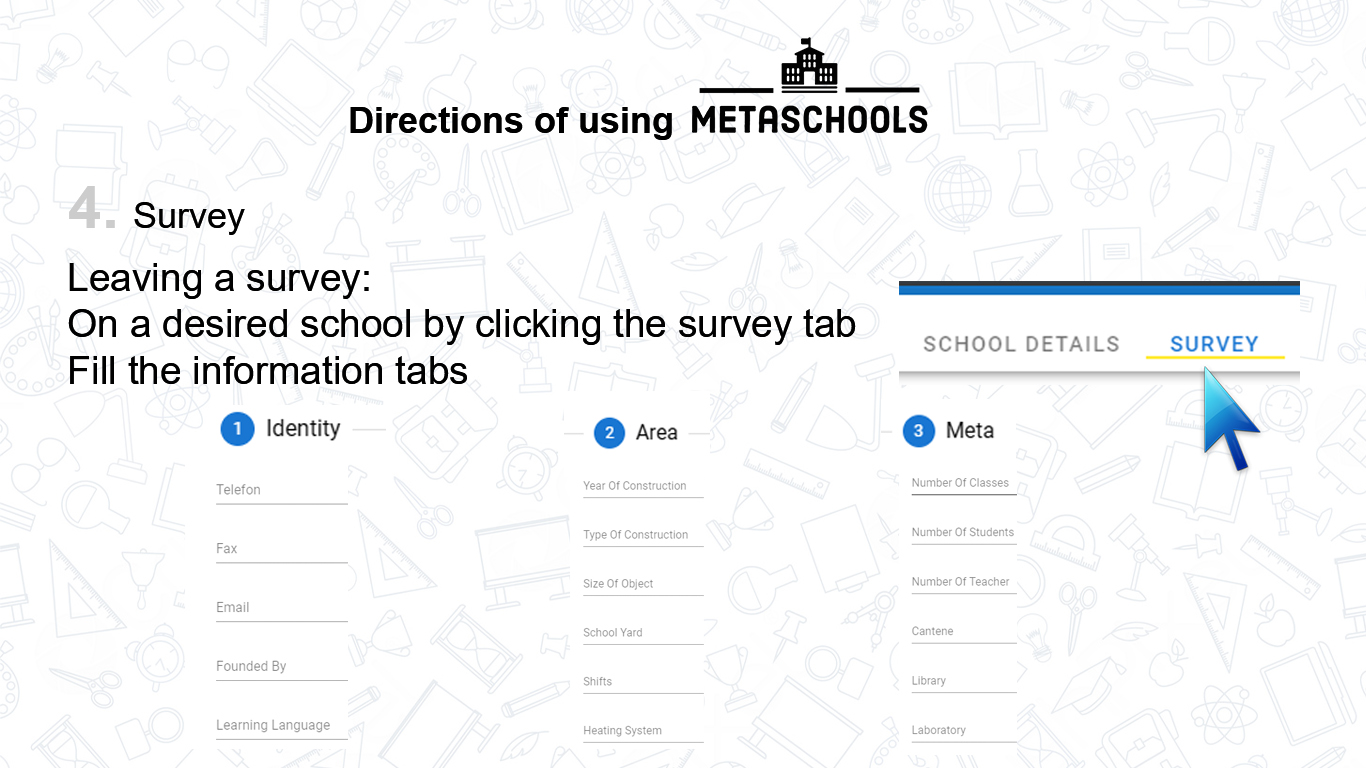 Directions of using METASCHOOLS
4. Survey
Leaving a survey:
On a desired school by clicking the survey tab
Fill the information tabs
SCHOOL DETAILS SURVEY
1 Identity
Telefon
Fax
Email
Founded By
Learning Language
2 Area
Year Of Construction
Type Of Construction
Size Of Object
School Yard
Shifts
Heating System
3 Meta
Number Of Classes
Number Of Students
Number Of Teacher
Cantene
Library
Laboratory